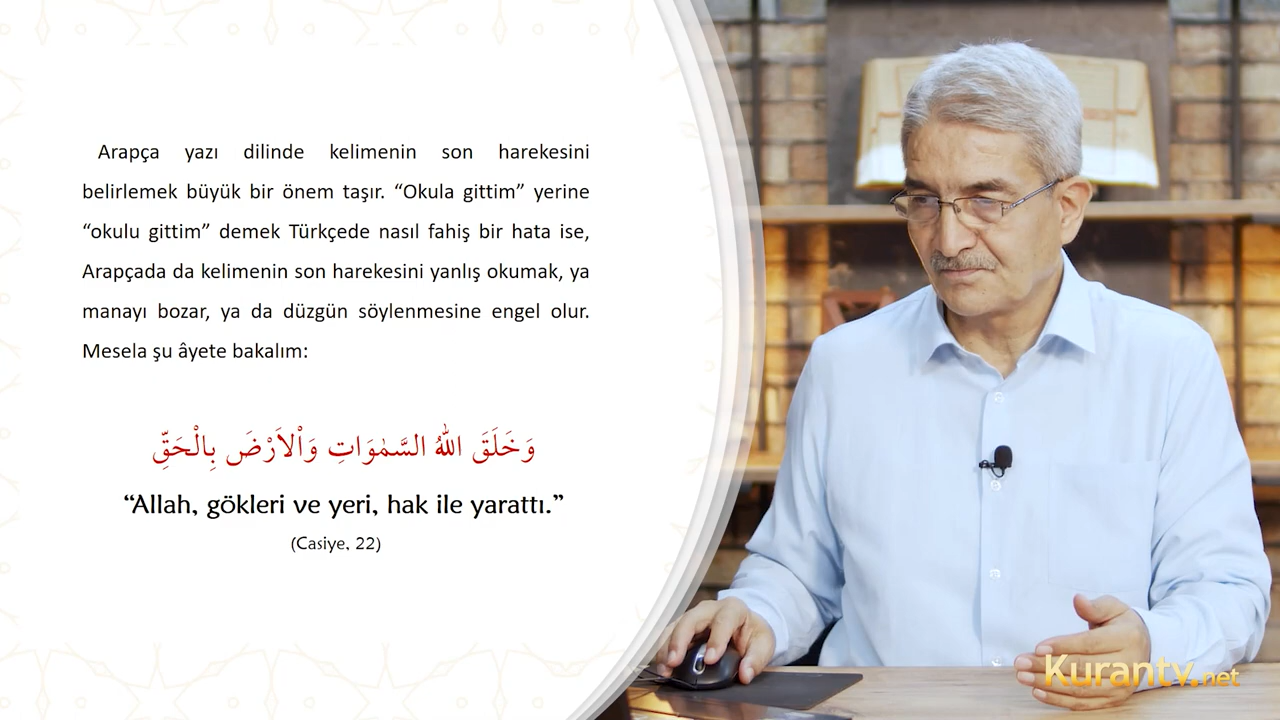 Arapça yazı dilinde kelimenin son harekesini
belirlemek büyük bir önem taşır. “Okula gittim” yerine
“okulu gittim” demek Türkçede nasıl fahiş bir hata ise,
Arapçada da kelimenin son harekesini yanlış okumak, ya
manayı bozar, ya da düzgün söylenmesine engel olur.
Mesela şu âyete bakalım:
وَخَلَقَ اللّٰهُ السَّمٰوَاتِ وَاْلاَرْضَ بِالْحَقِّ
“Allah, gökleri ve yeri, hak ile yarattı.”
(Casiye, 22)
Kurantv.net